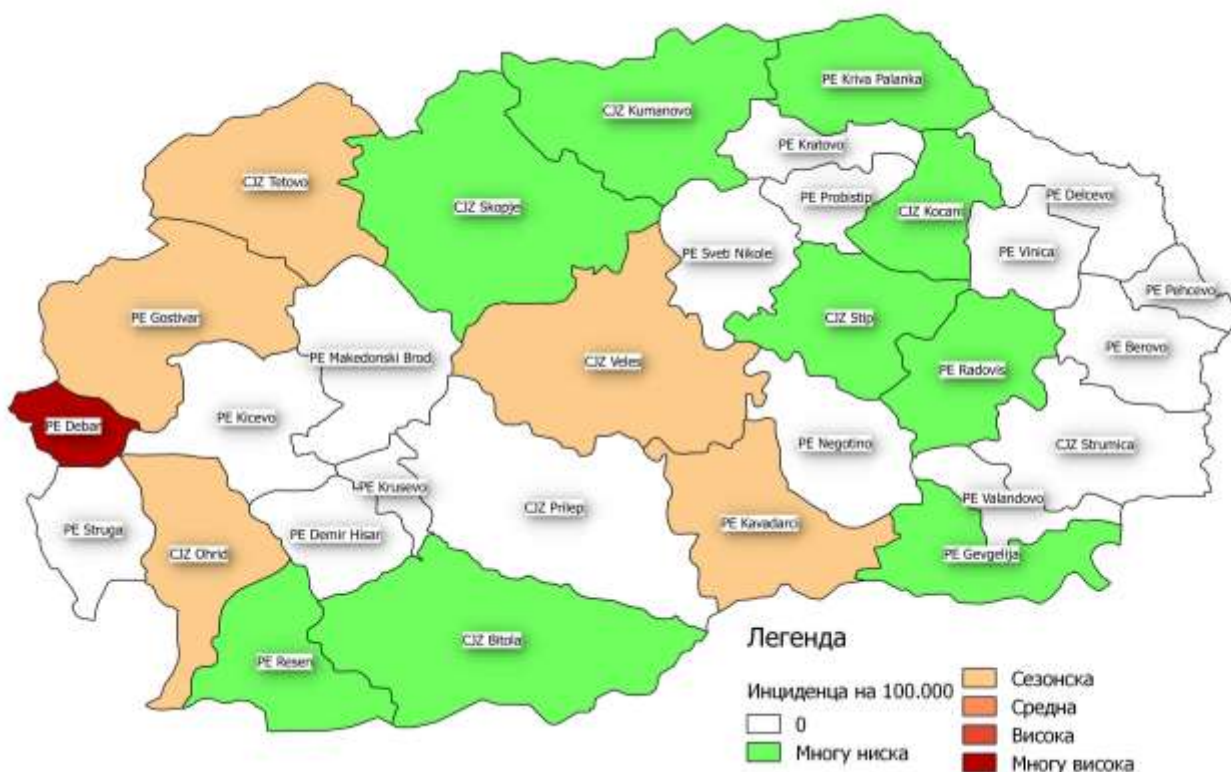 PE Kriva Palanka
CJZ Kumanovo
PE Kratovo
CJZ Tetovo
PE Probistip
PE Delcevo
CJZ Skopje
CJZ Kocani
PE Sveti Nikole
PE Vinica
PE Pehcevo
PE Gostivar
CJZ Stip
PE Makedonski Brod
CJZ Veles
PE Berovo
PE Radovis
PE Debar
PE Kicevo
PE Negotino
CJZ Strumica
PE Krusevo
PE Valandovo
CJZ Prilep
PE Kavadarci
PE Struga
PE Demir Hisar
CJZ Ohrid
PE Gevgelija
CJZ Bitola
PE Resen
Легенда
Инциденца на 100.000
0
Многу ниска
Сезонска
Средна
Висока
Многу висока